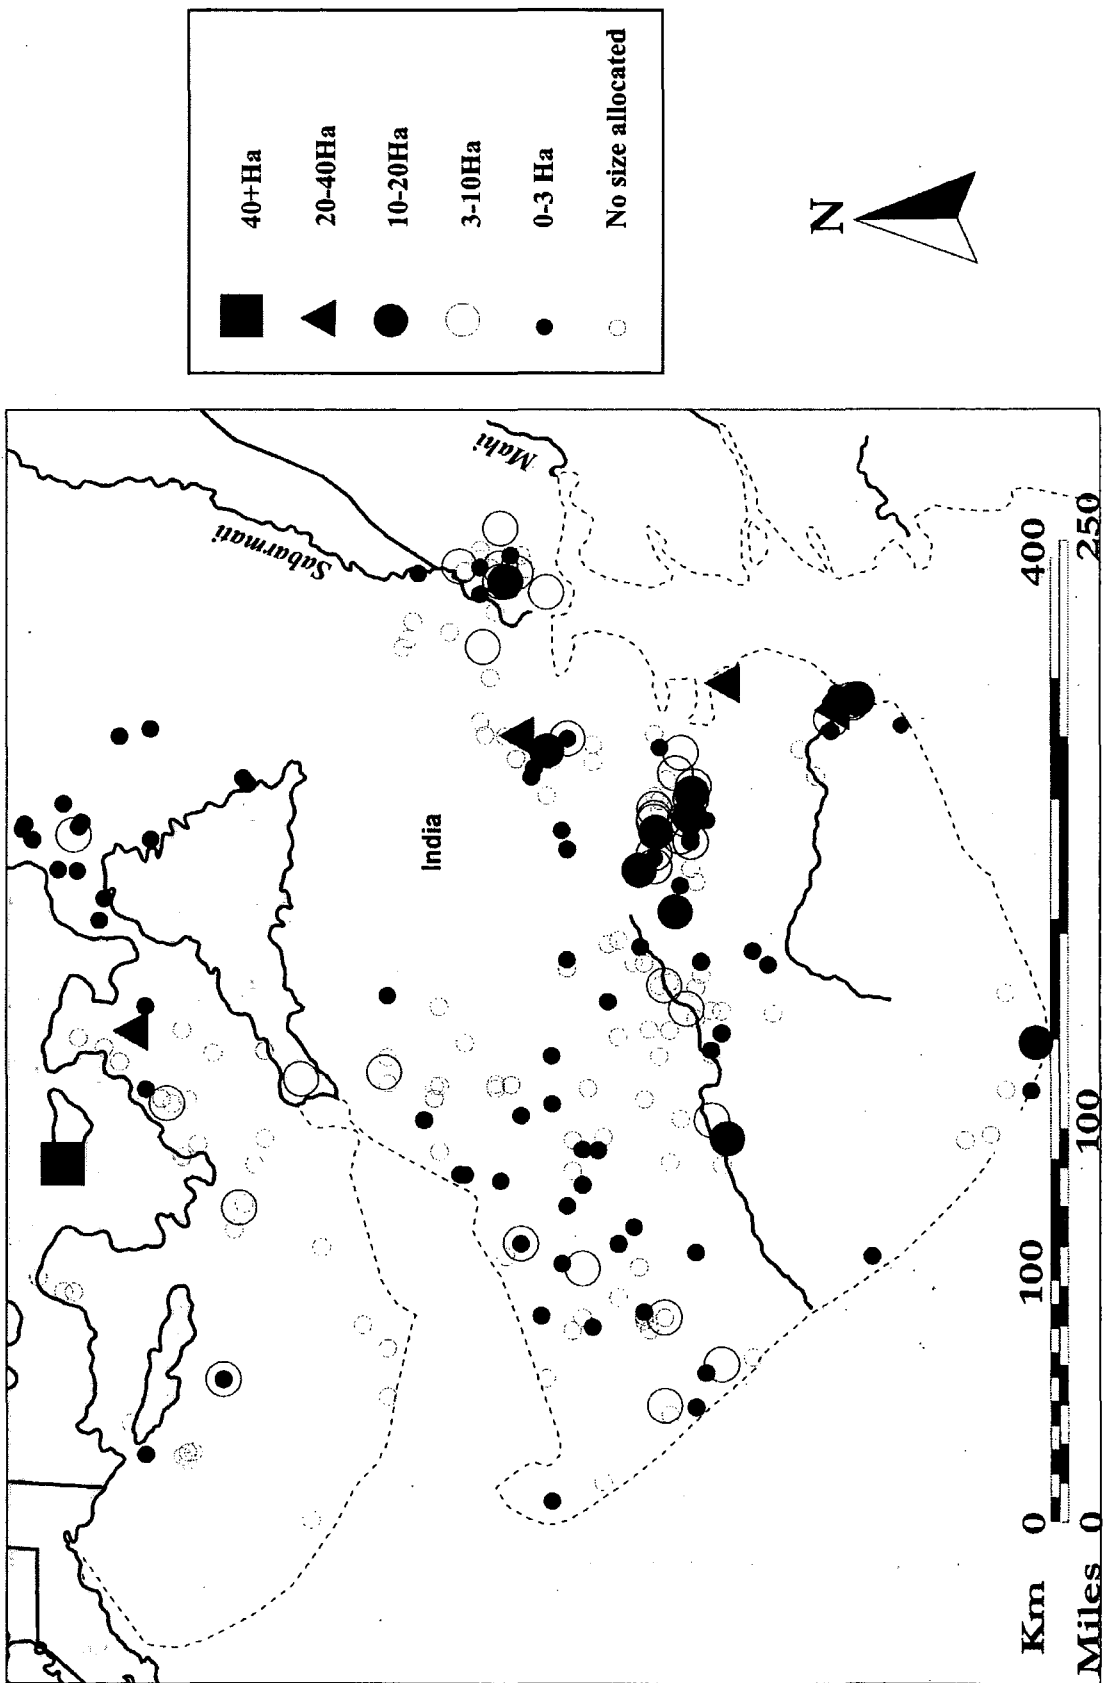 40+Ha
20-40Ha
10-20Ha
3-10Ha
0-3 Ha
No size allocated
N
Sabarmati
Mahi
India
Km 0 100 400
Miles 0 100 250